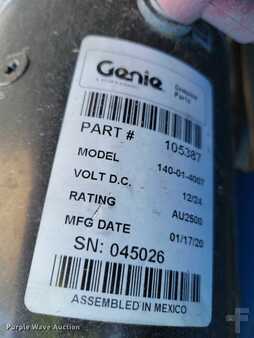 Genie
Genuine
Parts
PART # 105387
MODEL 140-01-4007
VOLT D.C. 12/24
RATING AU2500
MFG DATE 01/17/20
SN: 045026
ASSEMBLED IN MEXICO
Purple Wave Auction